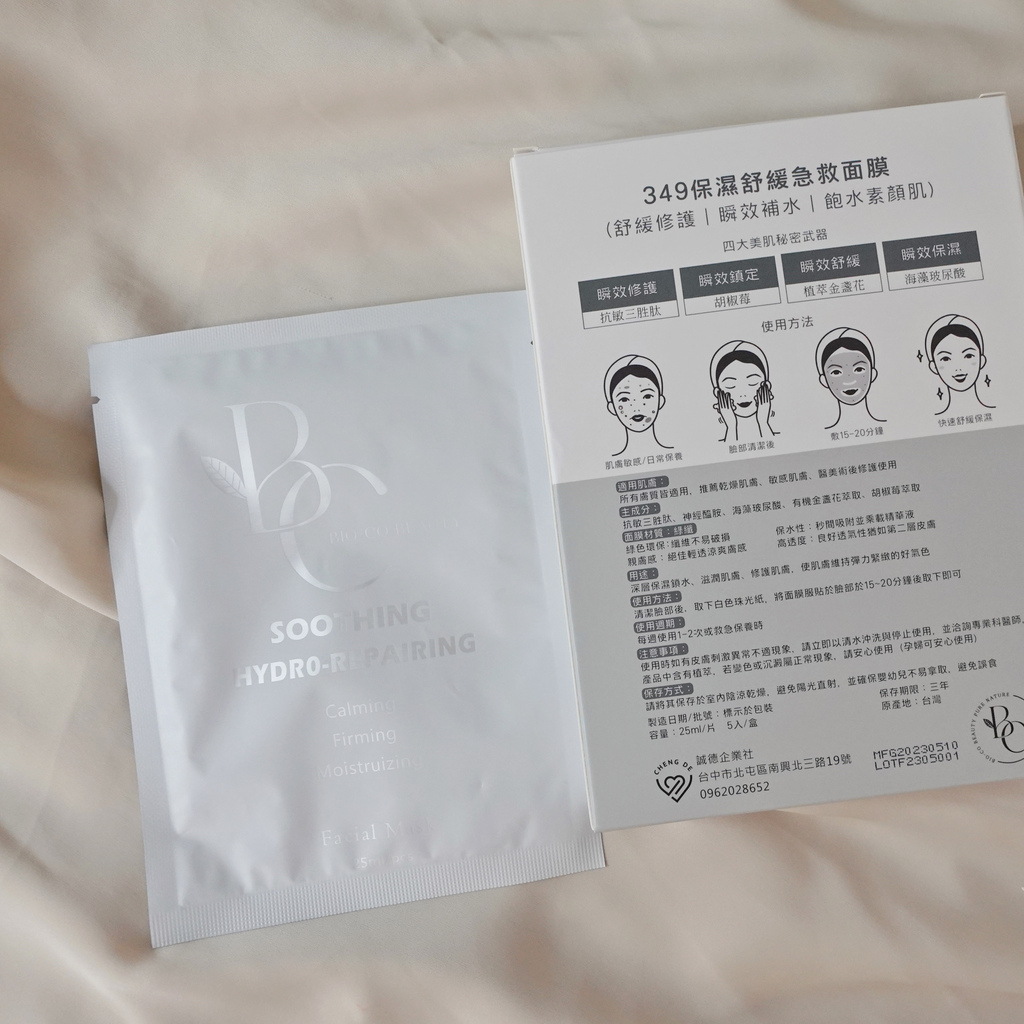 BC
SOOTHING
HYDRO-REPAIRING
Calming
Firming
Moistruizing
Facial Mask
349保濕舒緩急救面膜
(舒緩修護｜瞬效補水｜飽水素顏肌)
四大美肌秘密武器
瞬效修護 瞬效鎮定 瞬效舒緩 瞬效保濕
抗敏三胜肽 胡椒莓 植萃金盞花 海藻玻尿酸
使用方法
肌膚敏感/日常保養 臉部清潔後 敷15~20分鐘 快速舒緩保濕
適用肌膚：
所有膚質皆適用，推薦乾燥肌膚、敏感肌膚、醫美術後修護使用
主成分：
抗敏三胜肽、神經醯胺、海藻玻尿酸、有機金盞花萃取、胡椒莓萃取
面膜材質：綠纖
綠色環保：纖維不易破損 保水性：秒間吸附並乘載精華液
親膚感：絕佳輕透涼爽膚感 高透度：良好透氣性猶如第二層皮膚
用途：
深層保濕鎖水、滋潤肌膚、修護肌膚，使肌膚維持彈力緊緻的好氣色
使用方法：
清潔臉部後、取下白色珠光紙，將面膜服貼於臉部於15~20分鐘後取下即可
使用週期：
每週使用1-2次或救急保養時
注意事項：
使用時如有皮膚刺激異常不適現象，請立即以清水沖洗與停止使用，並洽詢專業科醫師，
產品中含有植萃，若變色或沉澱屬正常現象，請安心使用（孕婦可安心使用）
保存方式：
請將其保存於室內陰涼乾燥，避免陽光直射，並確保嬰幼兒不易拿取，避免誤食
製造日期/批號：標示於包裝 保存期限：三年
容量：25ml/片 5入/盒 原產地：台灣
CHENG DE
誠德企業社
台中市北屯區南興北三路19號
0962028652
MFG20230510
LOTF2305001
BIO-CO BEAUTY PURE NATURE
BC